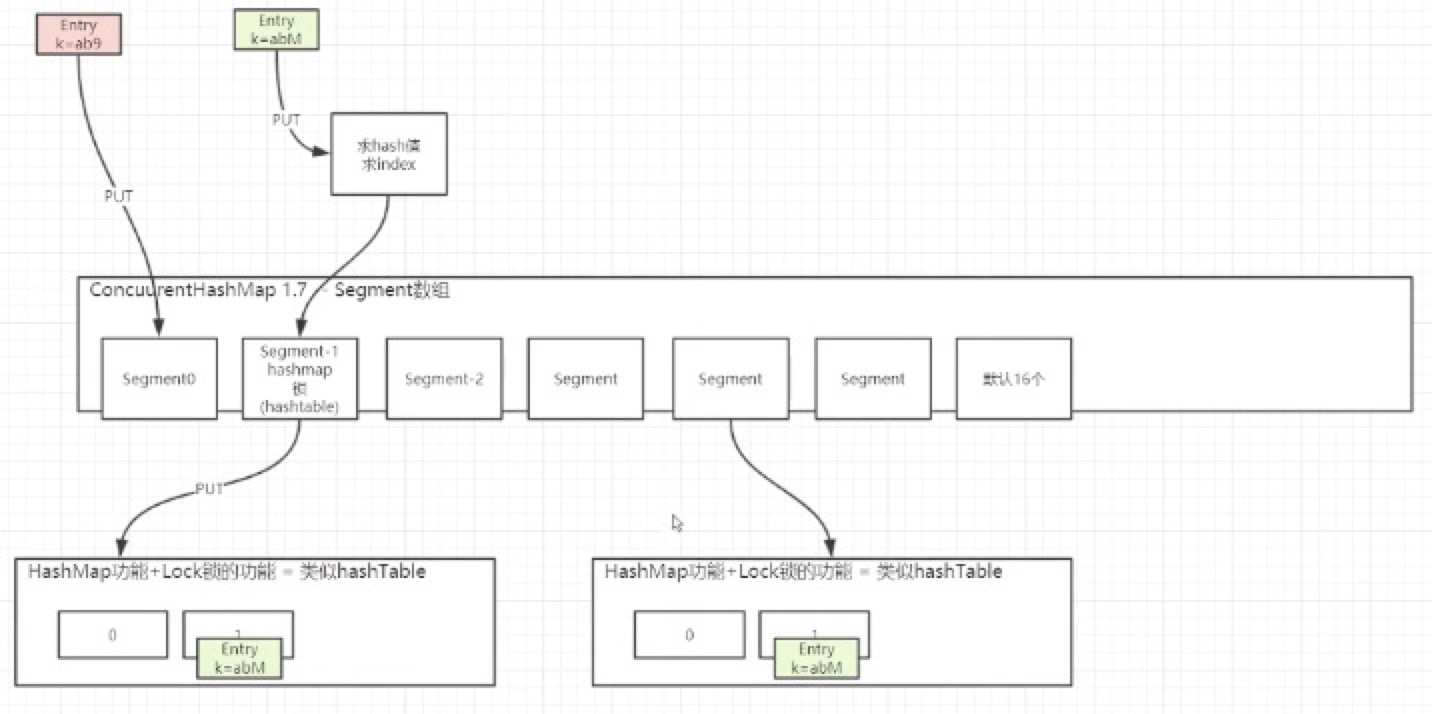 Entry
k=ab9
Entry
k=abM
PUT
求hash值
求index
PUT
ConcuurentHashMap 1.7 - Segment数组
Segment0
Segment-1
hashmap
锁
(hashtable)
Segment-2
Segment
Segment
Segment
默认16个
PUT
HashMap功能+Lock锁的功能 = 类似hashTable
0
1
Entry
k=abM
HashMap功能+Lock锁的功能 = 类似hashTable
0
1
Entry
k=abM